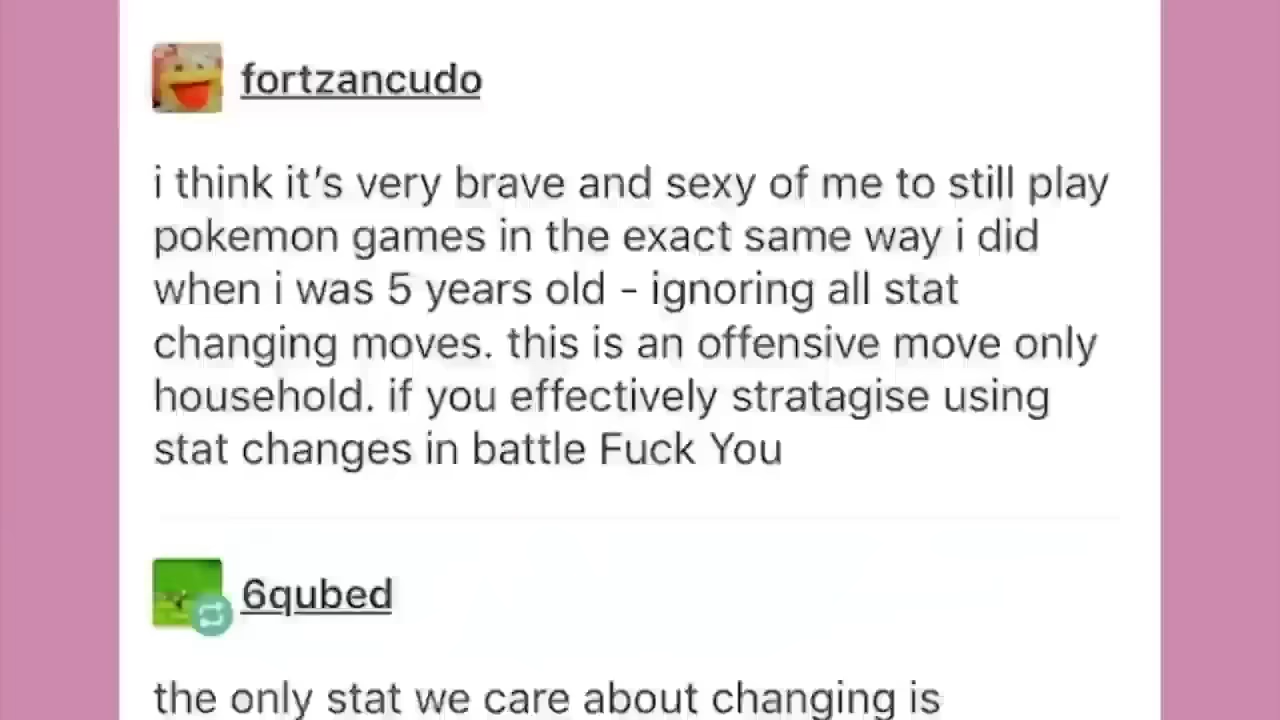 fortzancudo
i think it’s very brave and sexy of me to still play
pokemon games in the exact same way i did
when i was 5 years old - ignoring all stat
changing moves. this is an offensive move only
household. if you effectively stratagise using
stat changes in battle Fuck You
6qubed
the only stat we care about changing is